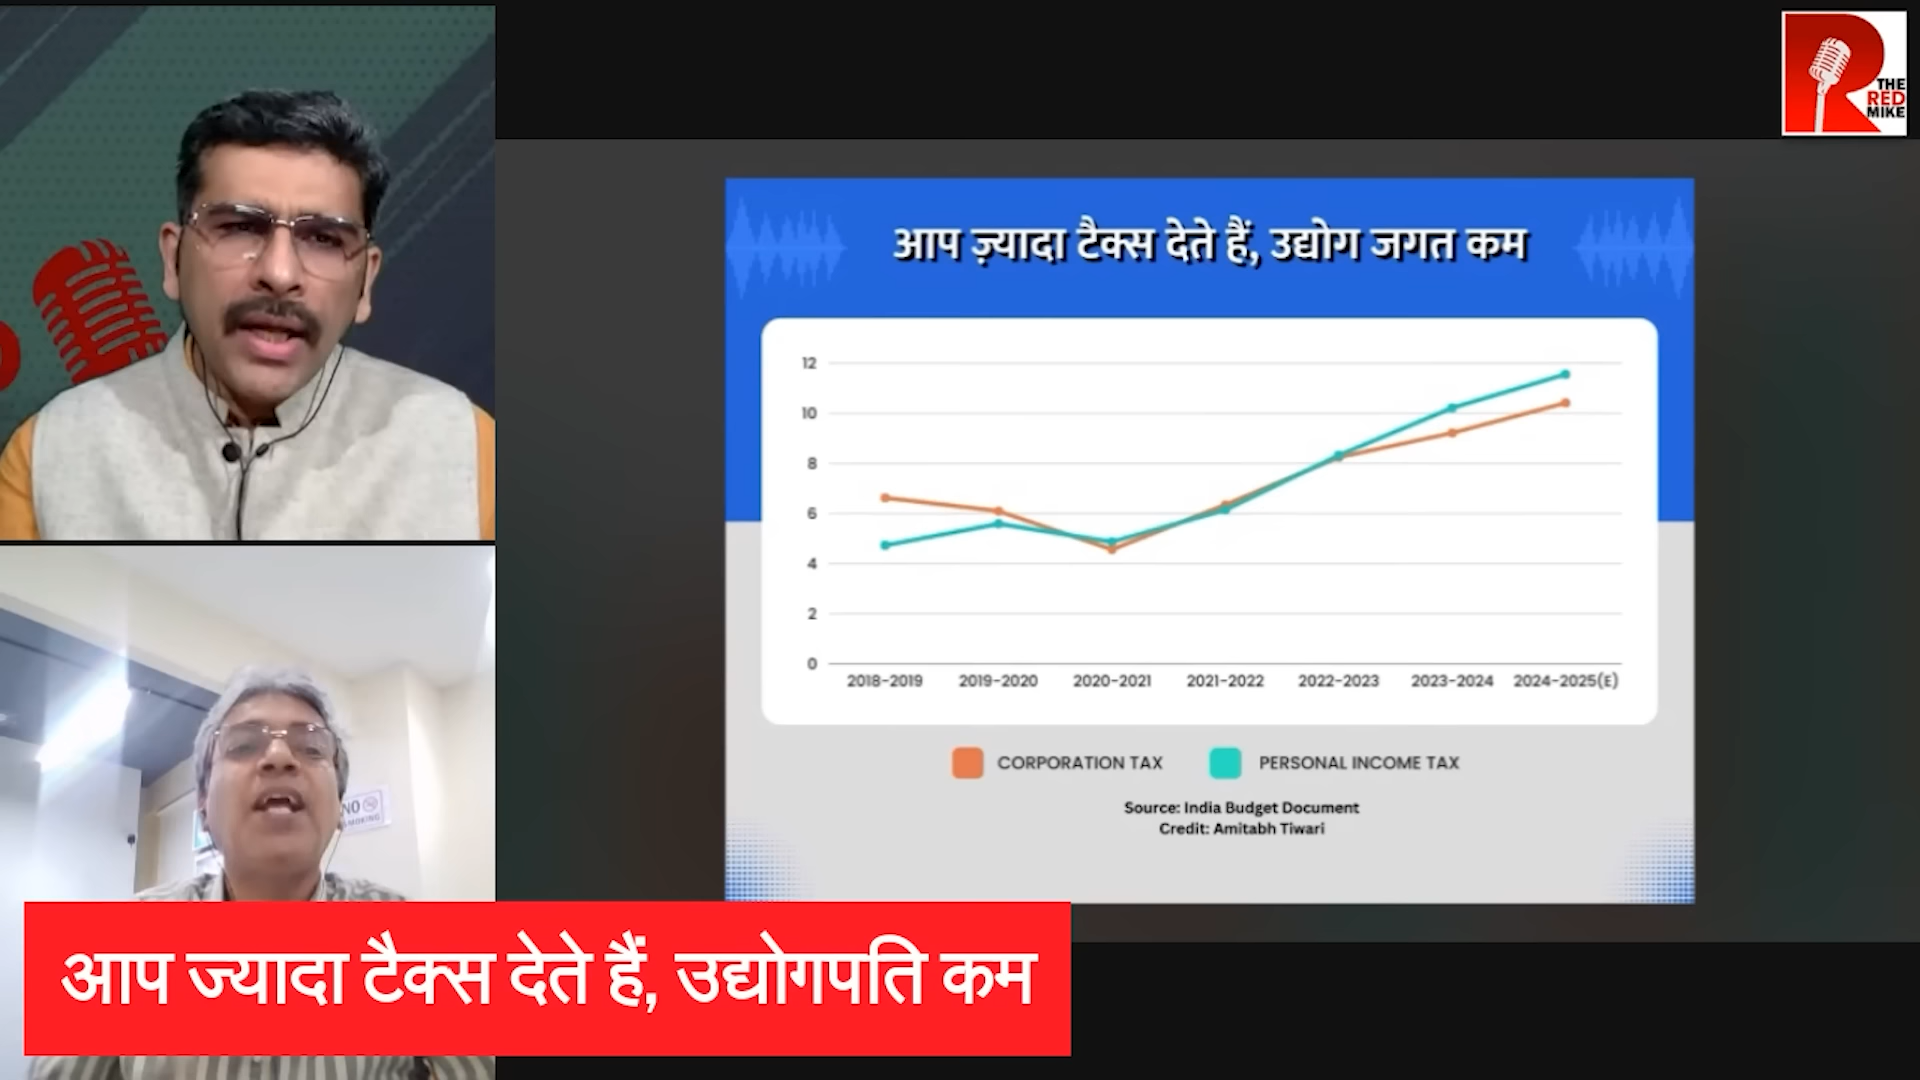 THE
RED
MIKE
आप ज़्यादा टैक्स देते हैं, उद्योग जगत कम
12
10
8
6
4
2
0
2018-2019 2019-2020 2020-2021 2021-2022 2022-2023 2023-2024 2024-2025(E)
CORPORATION TAX PERSONAL INCOME TAX
Source: India Budget Document
Credit: Amitabh Tiwari
NO
SMOKING
आप ज्यादा टैक्स देते हैं, उद्योगपति कम